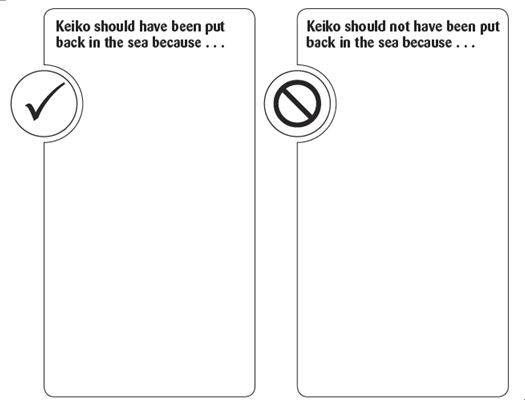 Keiko should have been put
back in the sea because . . .
Keiko should not have been put
back in the sea because . . .